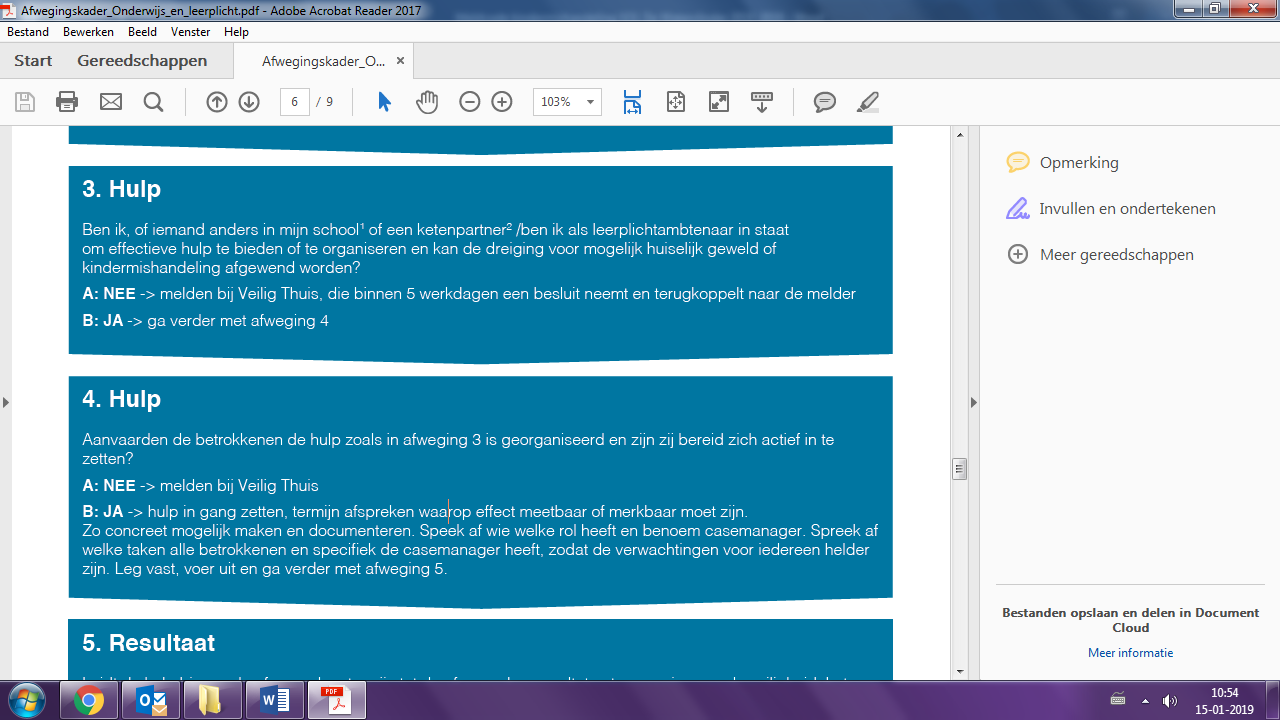 Afwegingskader_Onderwijs_en_leerplicht.pdf - Adobe Acrobat Reader 2017
Bestand Bewerken Beeld Venster Help
Start Gereedschappen Afwegingskader_O... ×
6 / 9 103%
3. Hulp
Ben ik, of iemand anders in mijn school¹ of een ketenpartner² /ben ik als leerplichtambtenaar in staat
om effectieve hulp te bieden of te organiseren en kan de dreiging voor mogelijk huiselijk geweld of
kindermishandeling afgewend worden?
A: NEE -> melden bij Veilig Thuis, die binnen 5 werkdagen een besluit neemt en terugkoppelt naar de melder
B: JA -> ga verder met afweging 4
4. Hulp
Aanvaarden de betrokkenen de hulp zoals in afweging 3 is georganiseerd en zijn zij bereid zich actief in te
zetten?
A: NEE -> melden bij Veilig Thuis
B: JA -> hulp in gang zetten, termijn afspreken waarop effect meetbaar of merkbaar moet zijn.
Zo concreet mogelijk maken en documenteren. Speek af wie welke rol heeft en benoem casemanager. Spreek af
welke taken alle betrokkenen en specifiek de casemanager heeft, zodat de verwachtingen voor iedereen helder
zijn. Leg vast, voer uit en ga verder met afweging 5.
5. Resultaat
Opmerking
Invullen en ondertekenen
Meer gereedschappen
Bestanden opslaan en delen in Document
Cloud
Meer informatie
PDF
10:54
15-01-2019